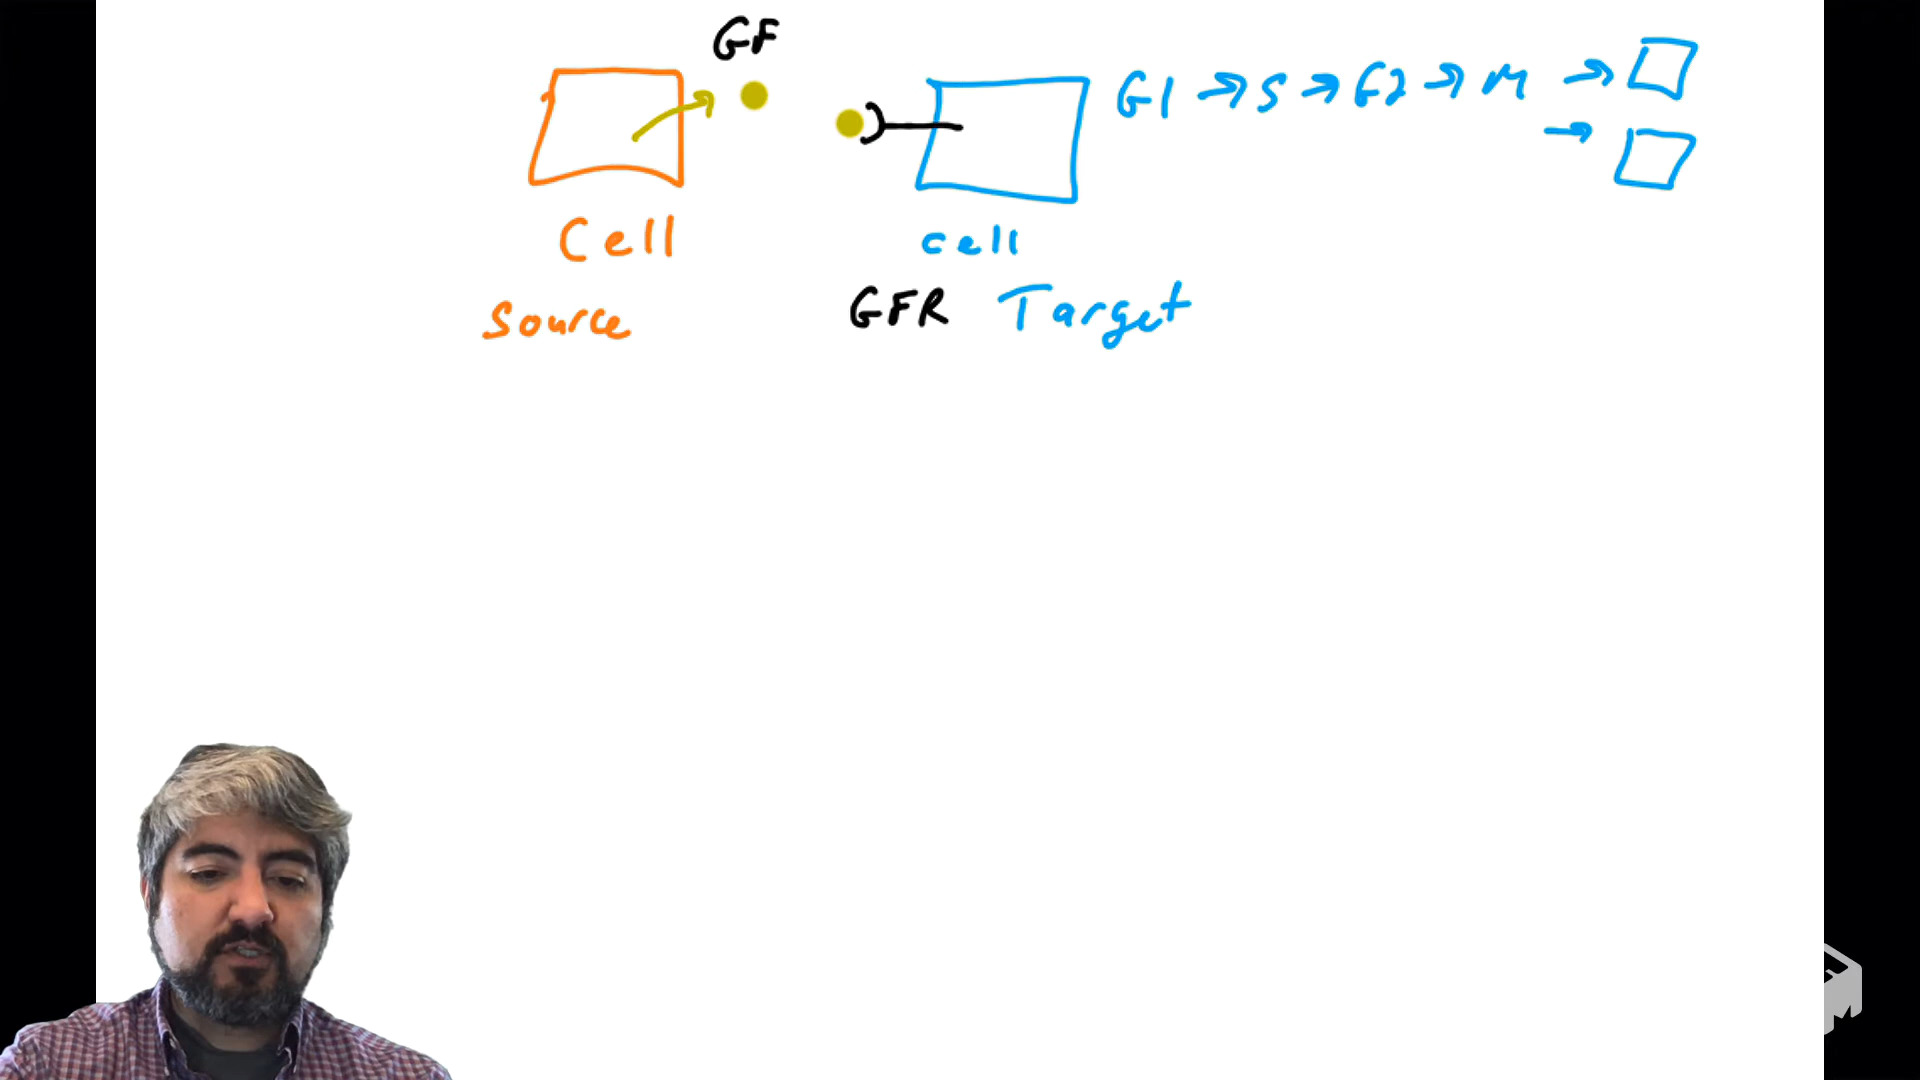 GF
G1 → S → G2 → M →
→
Cell
cell
Source
GFR Target